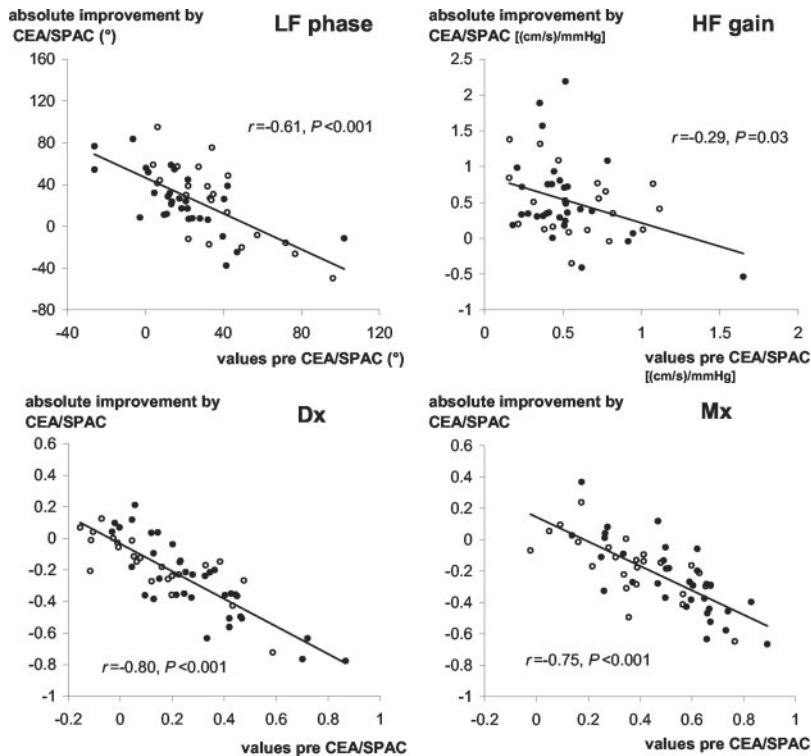 absolute improvement by
CEA/SPAC (°)
LF phase
160
120
80
40
0
-40
-80
r=-0.61, P<0.001
-40
0
40
80
120
values pre CEA/SPAC (°)
absolute improvement by
CEA/SPAC [(cm/s)/mmHg]
HF gain
2.5
2
1.5
1
0.5
0
-0.5
-1
r=-0.29, P=0.03
0
0.5
1
1.5
2
values pre CEA/SPAC
[(cm/s)/mmHg]
absolute improvement by
CEA/SPAC
Dx
0.6
0.4
0.2
0
-0.2
-0.4
-0.6
-0.8
-1
r=-0.80, P<0.001
-0.2
0
0.2
0.4
0.6
0.8
1
values pre CEA/SPAC
absolute improvement by
CEA/SPAC
Mx
0.6
0.4
0.2
0
-0.2
-0.4
-0.6
-0.8
-1
r=-0.75, P<0.001
-0.2
0
0.2
0.4
0.6
0.8
1
values pre CEA/SPAC